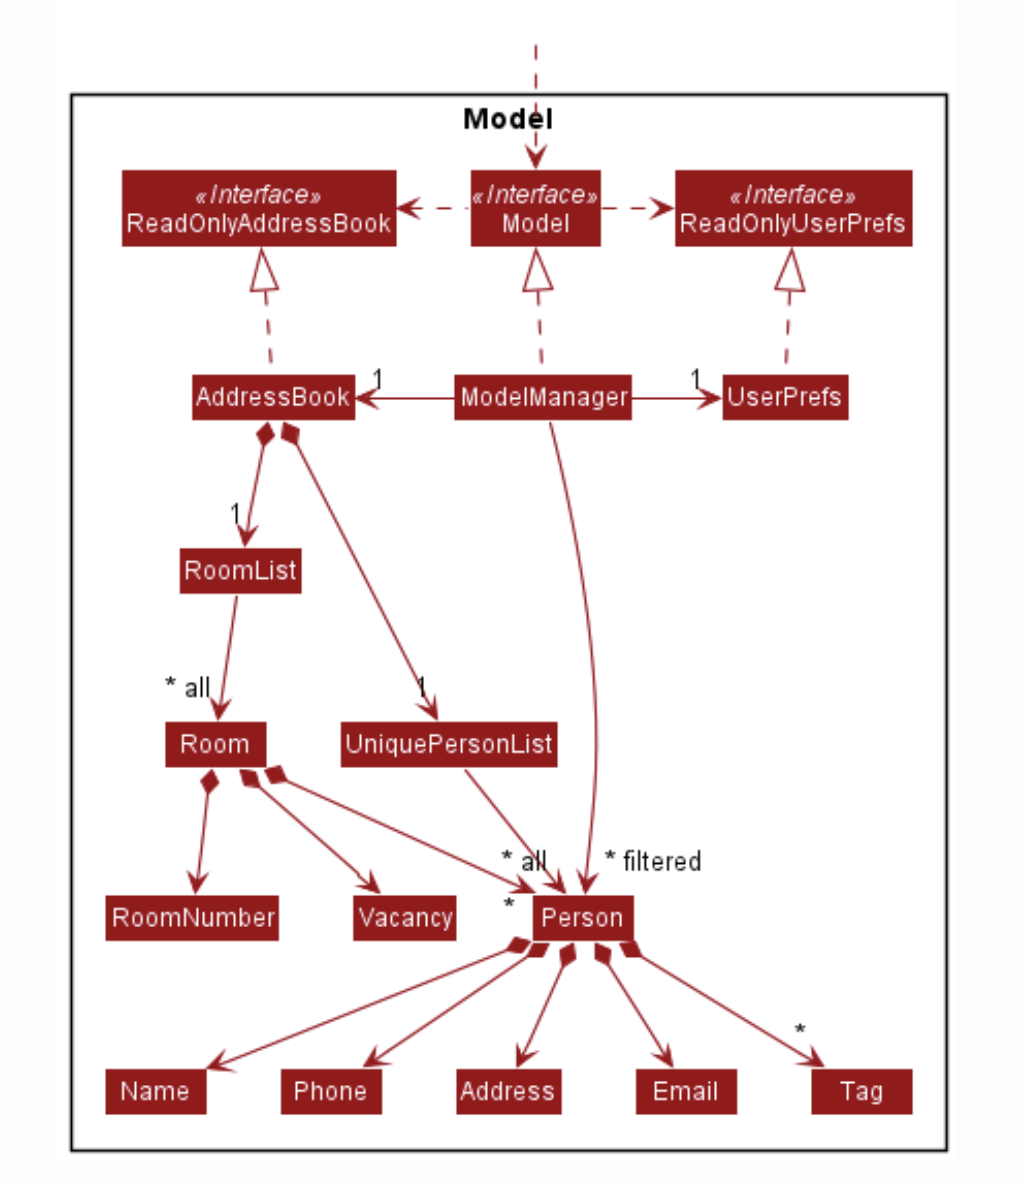 Model
«Interface»
ReadOnlyAddressBook
«Interface»
Model
«Interface»
ReadOnlyUserPrefs
AddressBook
1
ModelManager
1
UserPrefs
1
RoomList
* all
1
Room
UniquePersonList
* all
* filtered
*
RoomNumber
Vacancy
Person
*
Name
Phone
Address
Email
Tag